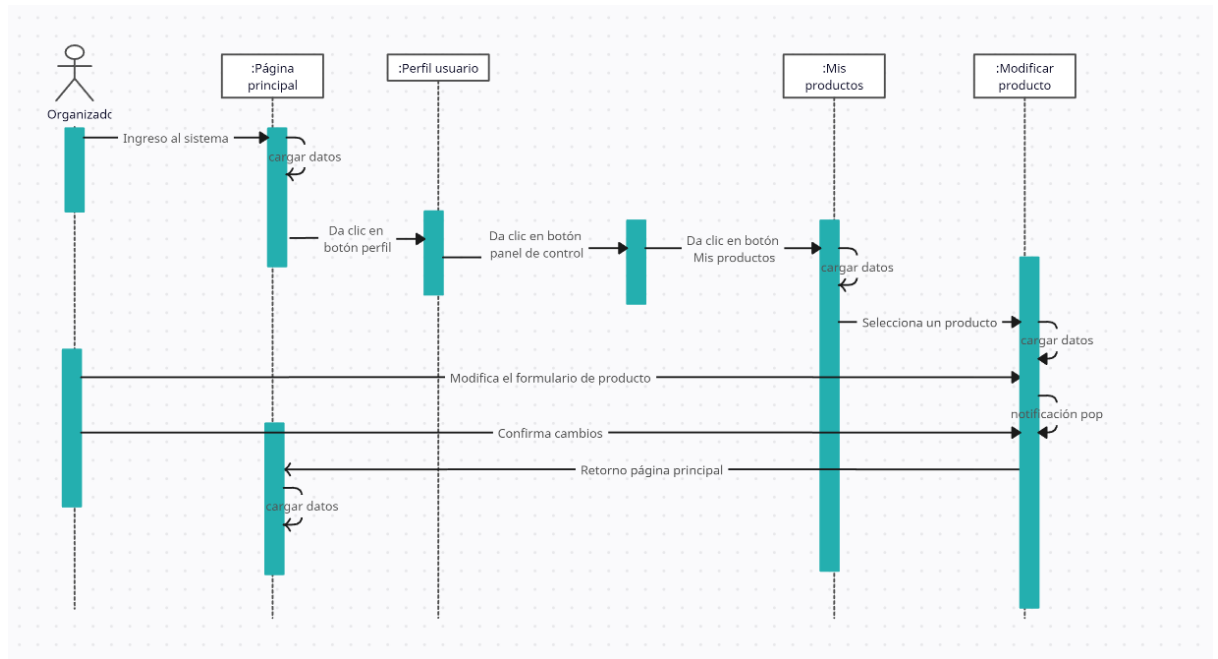 :Página
principal
:Perfil usuario
:Mis
productos
:Modificar
producto
Organizadc
Ingreso al sistema
cargar datos
Da clic en
botón perfil
Da clic en botón
panel de control
Da clic en botón
Mis productos
cargar datos
Selecciona un producto
cargar datos
Modifica el formulario de producto
notificación pop
Confirma cambios
Retorno página principal
cargar datos